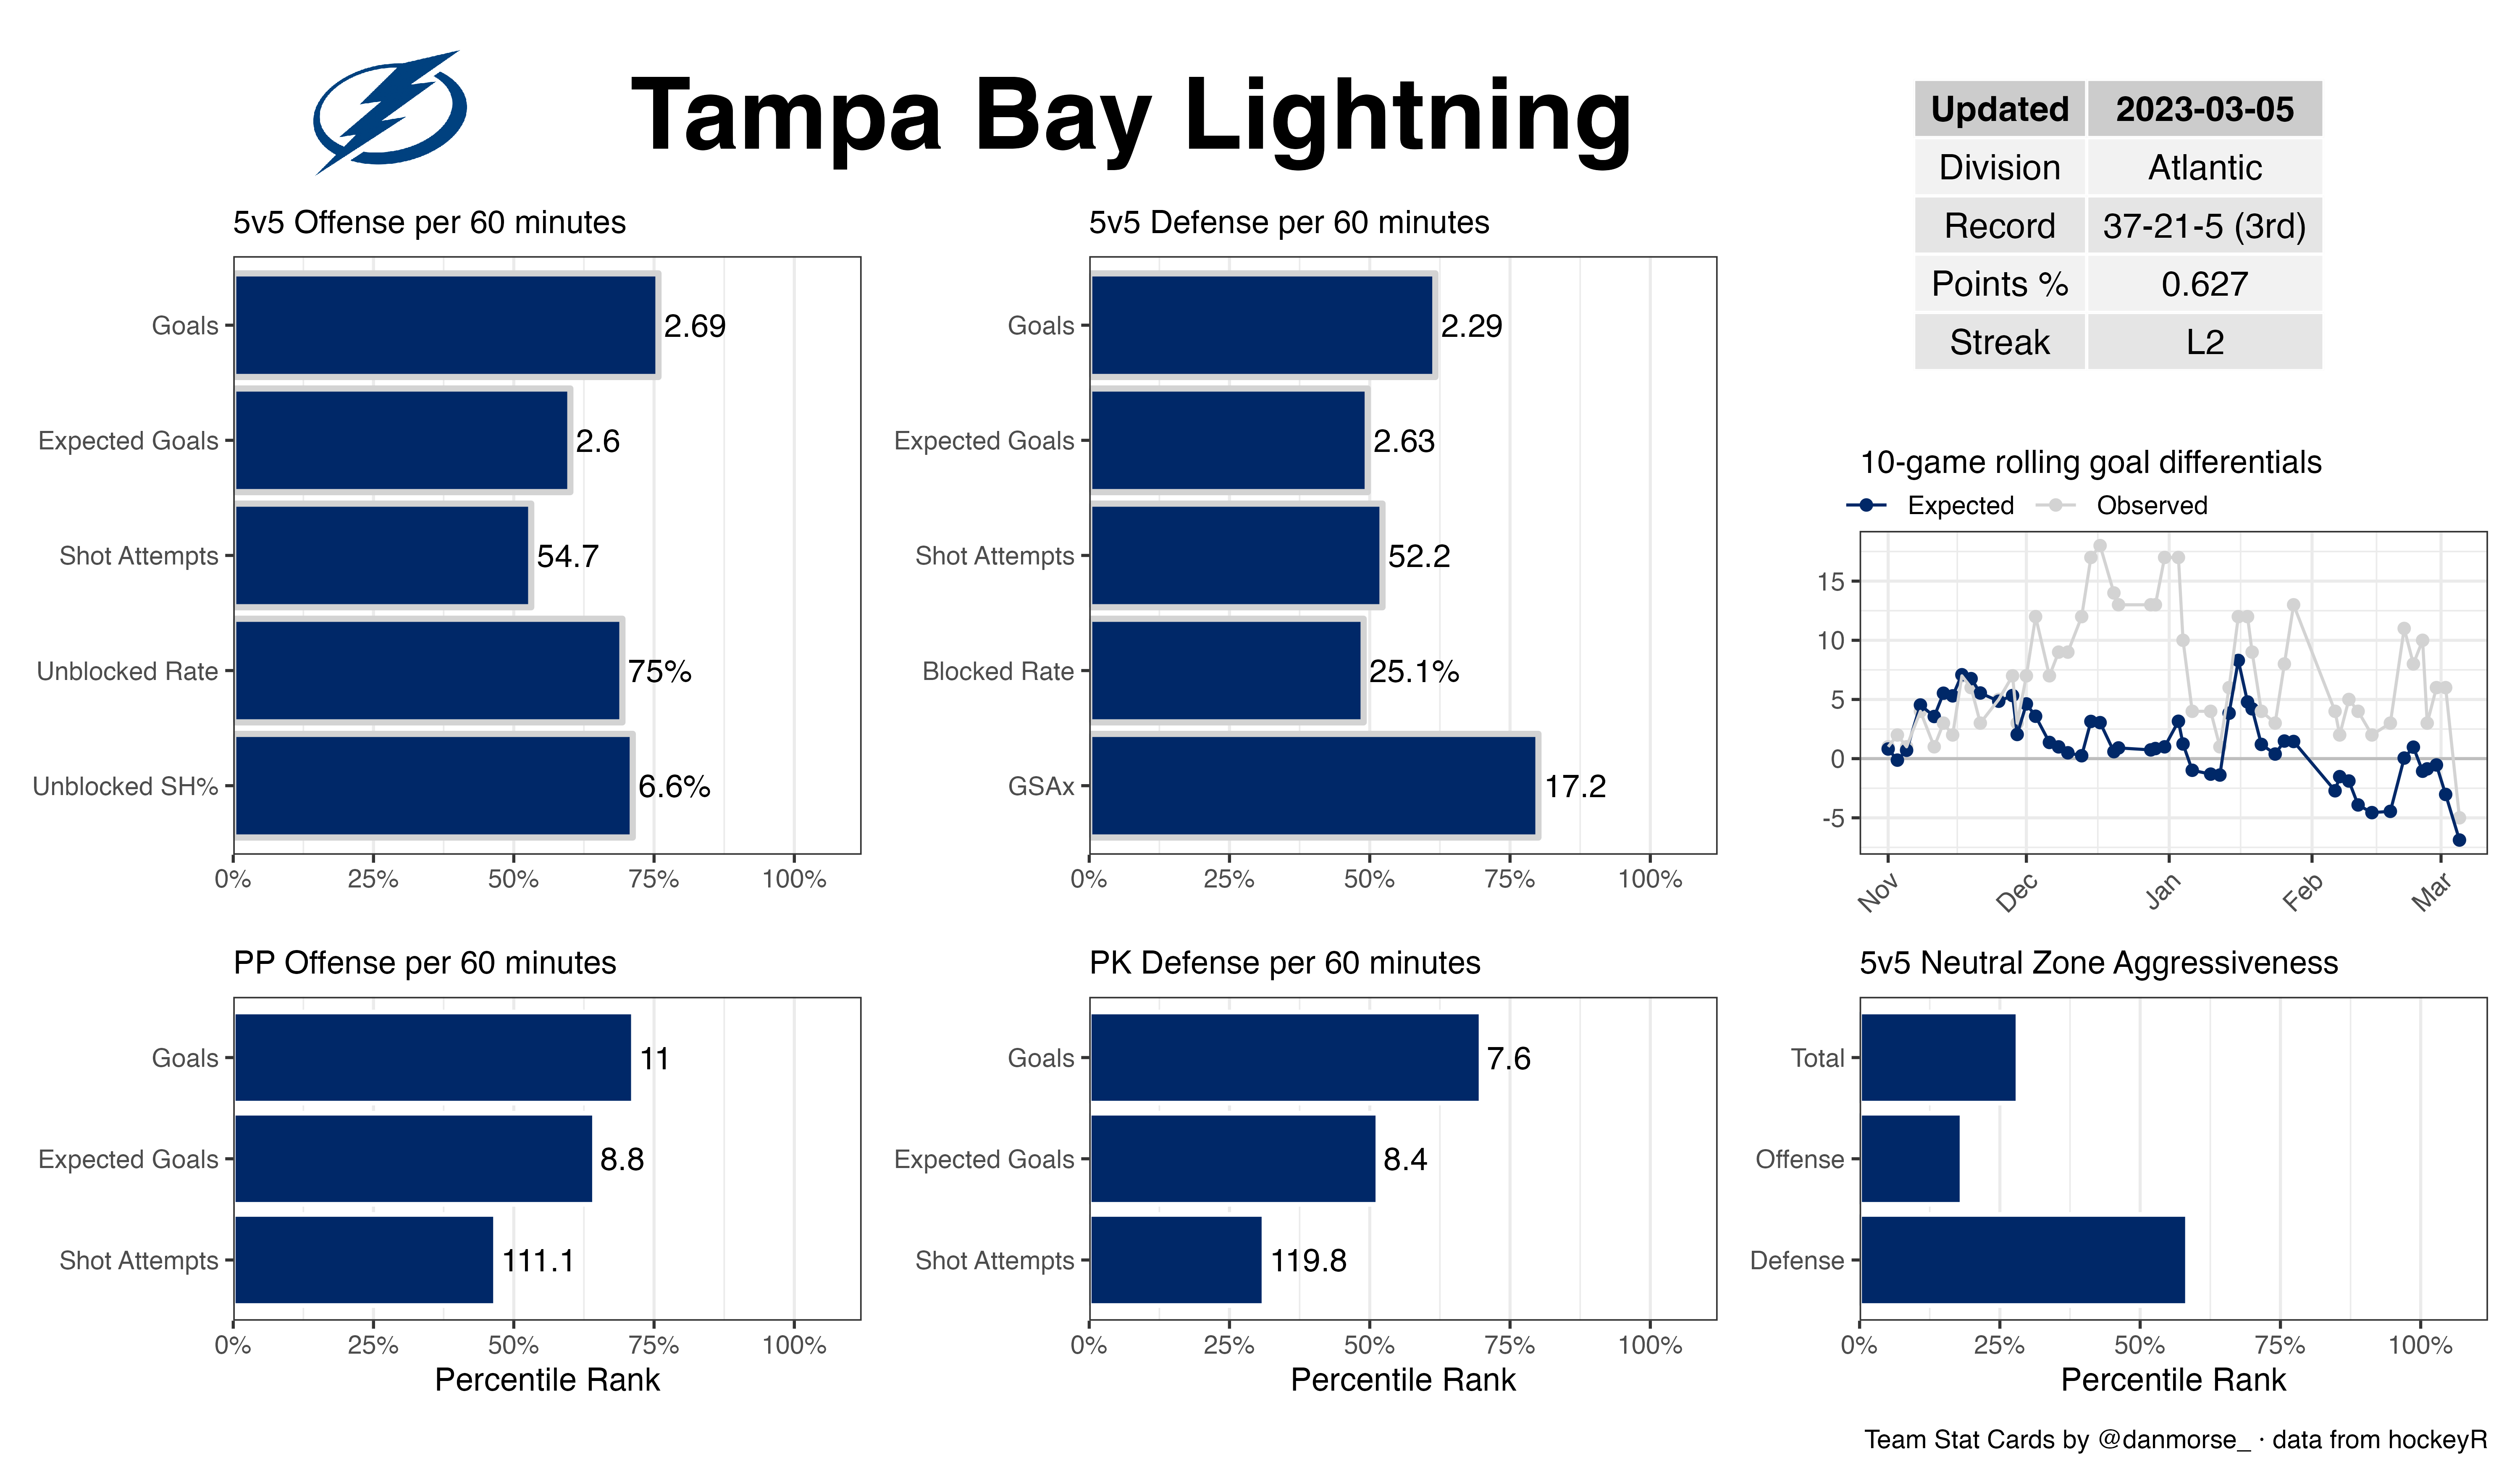 Tampa Bay Lightning
Updated 2023-03-05
Division Atlantic
Record 37-21-5 (3rd)
Points % 0.627
Streak L2
5v5 Offense per 60 minutes
Goals 2.69
Expected Goals 2.6
Shot Attempts 54.7
Unblocked Rate 75%
Unblocked SH% 6.6%
0% 25% 50% 75% 100%
5v5 Defense per 60 minutes
Goals 2.29
Expected Goals 2.63
Shot Attempts 52.2
Blocked Rate 25.1%
GSAx 17.2
0% 25% 50% 75% 100%
10-game rolling goal differentials
Expected Observed
15
10
5
0
-5
Nov Dec Jan Feb Mar
PP Offense per 60 minutes
Goals 11
Expected Goals 8.8
Shot Attempts 111.1
0% 25% 50% 75% 100%
Percentile Rank
PK Defense per 60 minutes
Goals 7.6
Expected Goals 8.4
Shot Attempts 119.8
0% 25% 50% 75% 100%
Percentile Rank
5v5 Neutral Zone Aggressiveness
Total
Offense
Defense
0% 25% 50% 75% 100%
Percentile Rank
Team Stat Cards by @danmorse_ · data from hockeyR